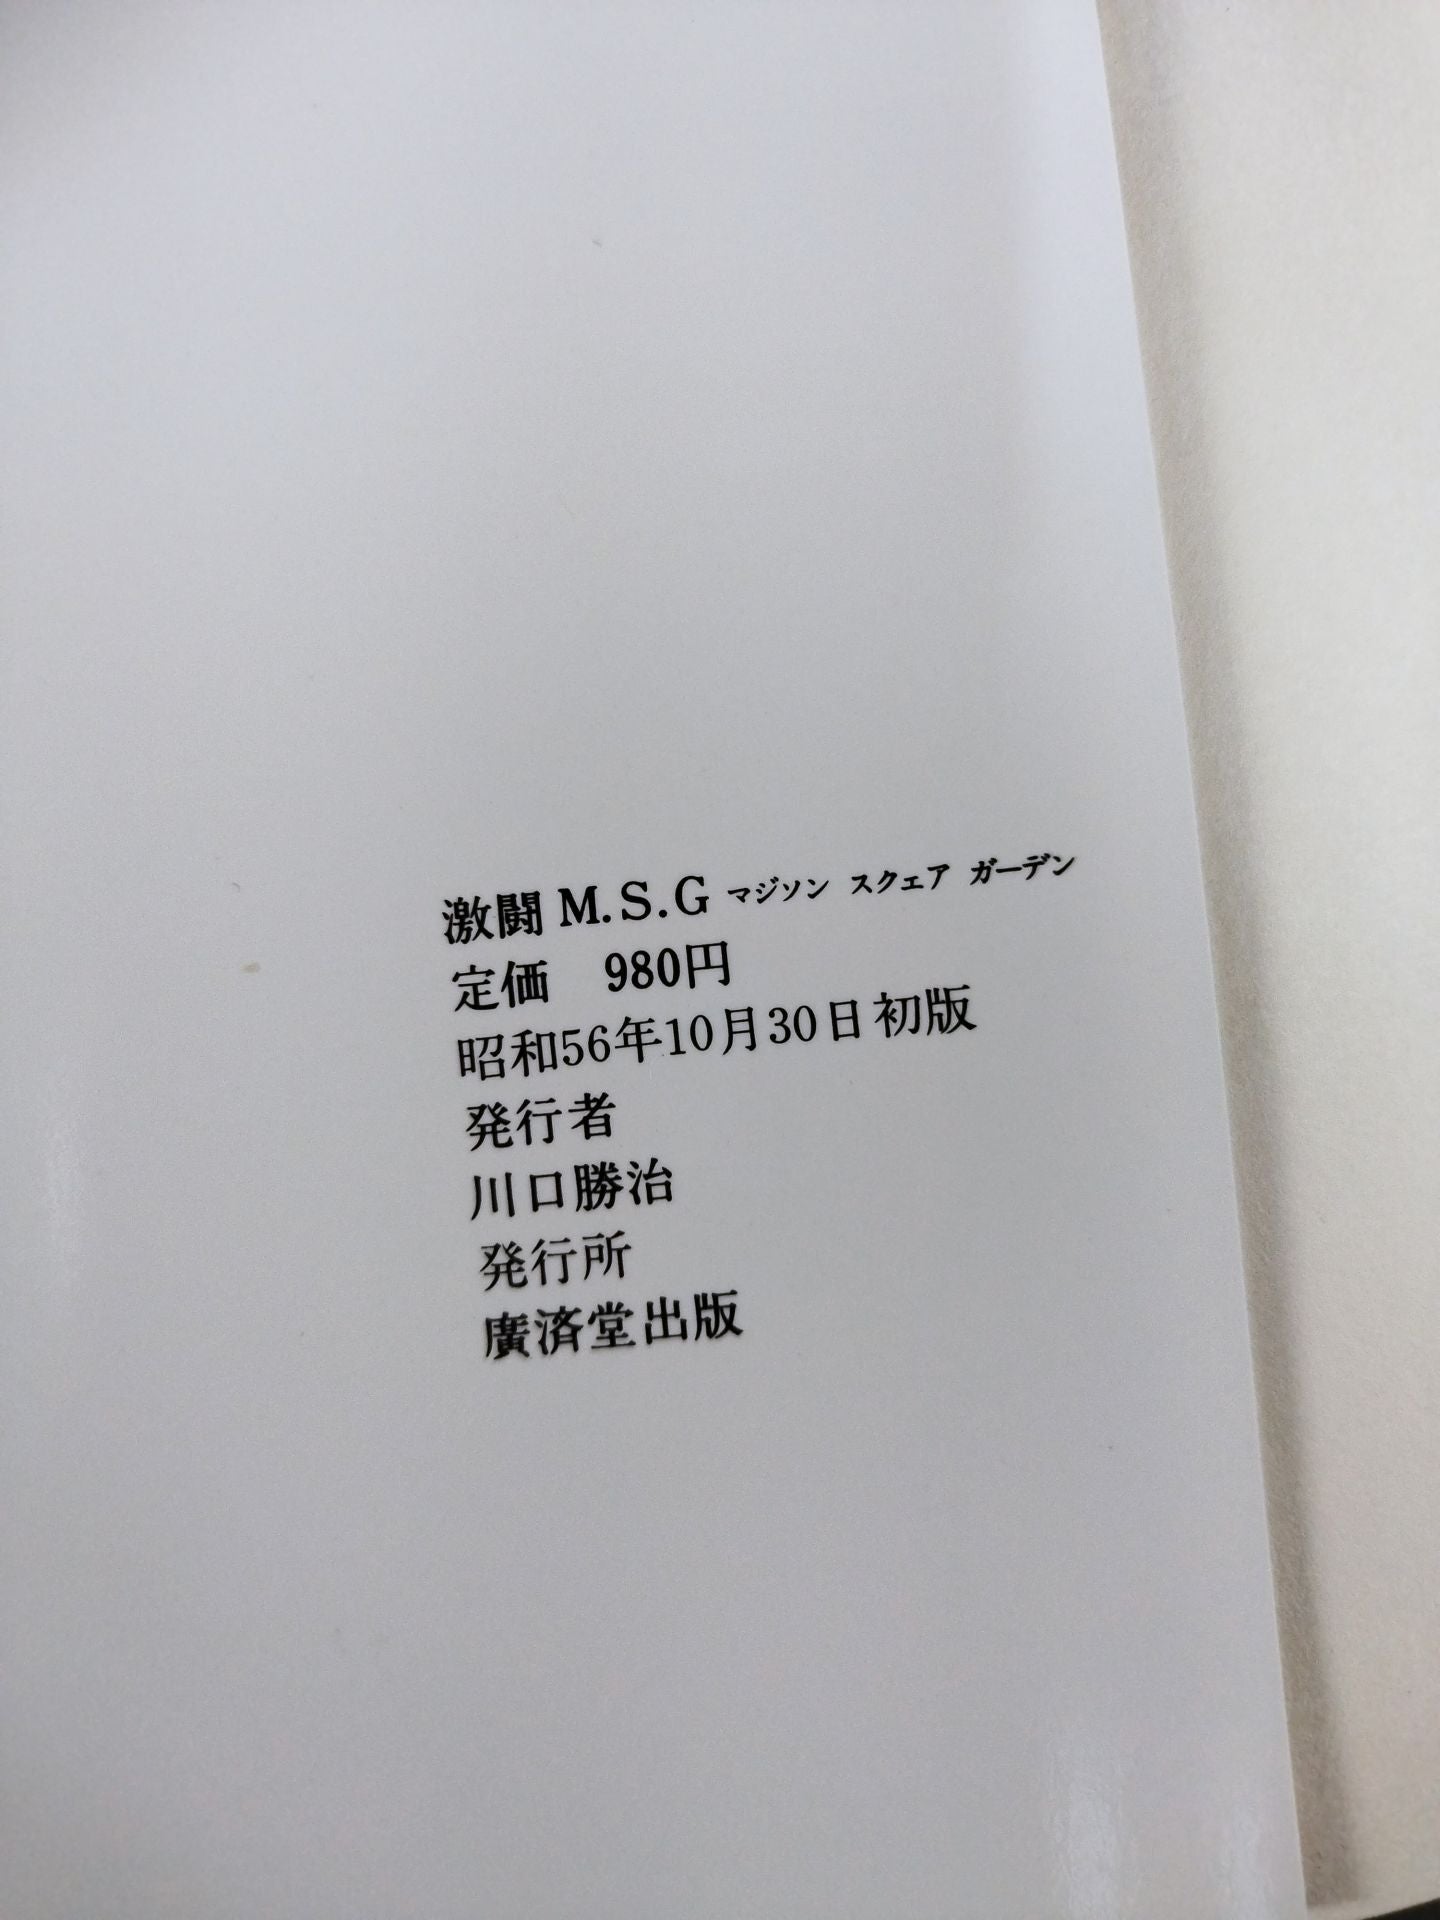 激闘 M.S.G マジソン スクェア ガーデン
定価　980円
昭和56年10月30日初版
発行者
川口勝治
発行所
廣済堂出版